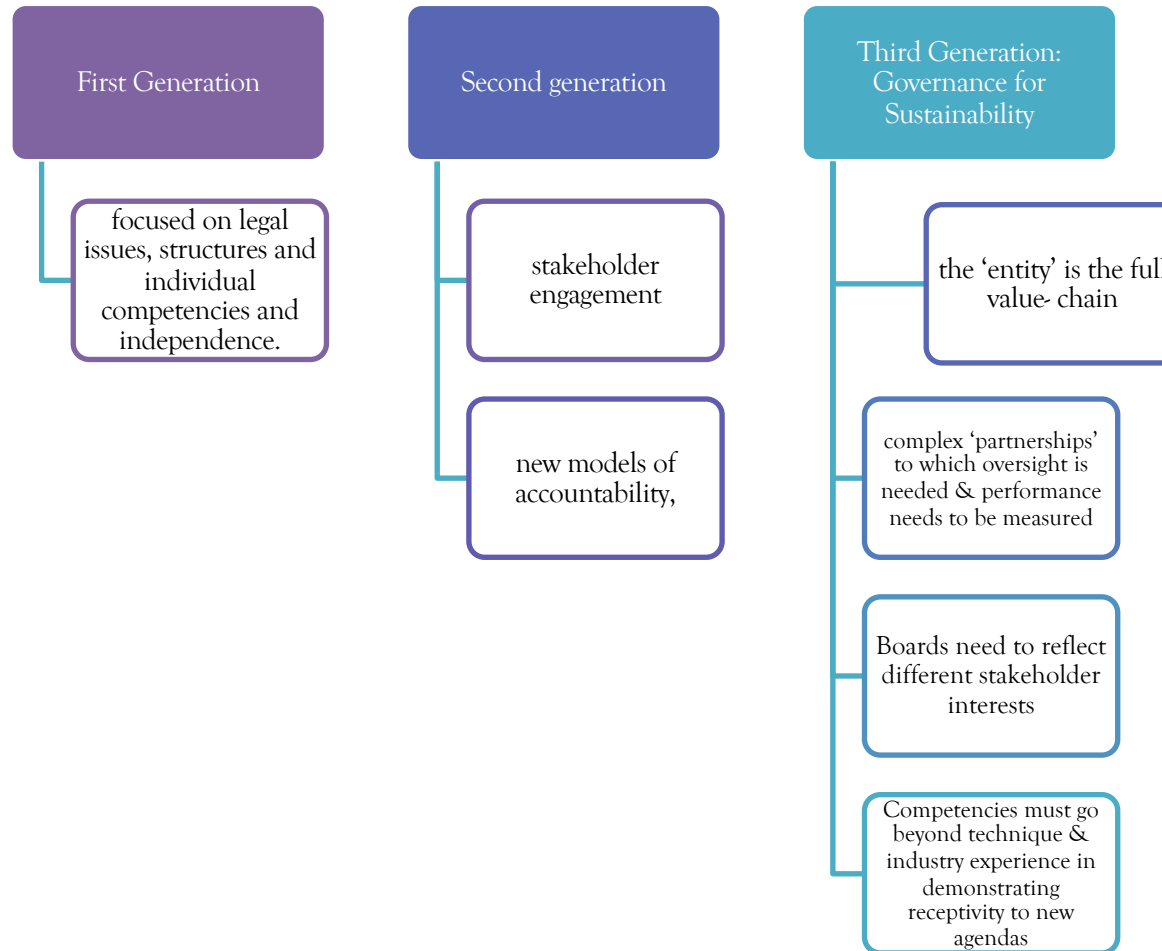 First Generation
focused on legal
issues, structures and
individual
competencies and
independence.
Second generation
stakeholder
engagement
new models of
accountability,
Third Generation:
Governance for
Sustainability
the ‘entity’ is the full
value- chain
complex ‘partnerships’
to which oversight is
needed & performance
needs to be measured
Boards need to reflect
different stakeholder
interests
Competencies must go
beyond technique &
industry experience in
demonstrating
receptivity to new
agendas